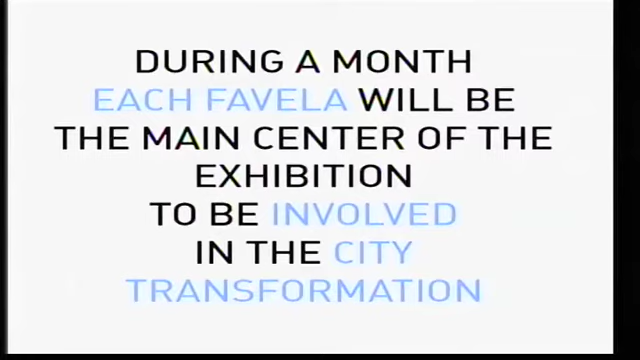 DURING A MONTH
EACH FAVELA WILL BE
THE MAIN CENTER OF THE
EXHIBITION
TO BE INVOLVED
IN THE CITY
TRANSFORMATION